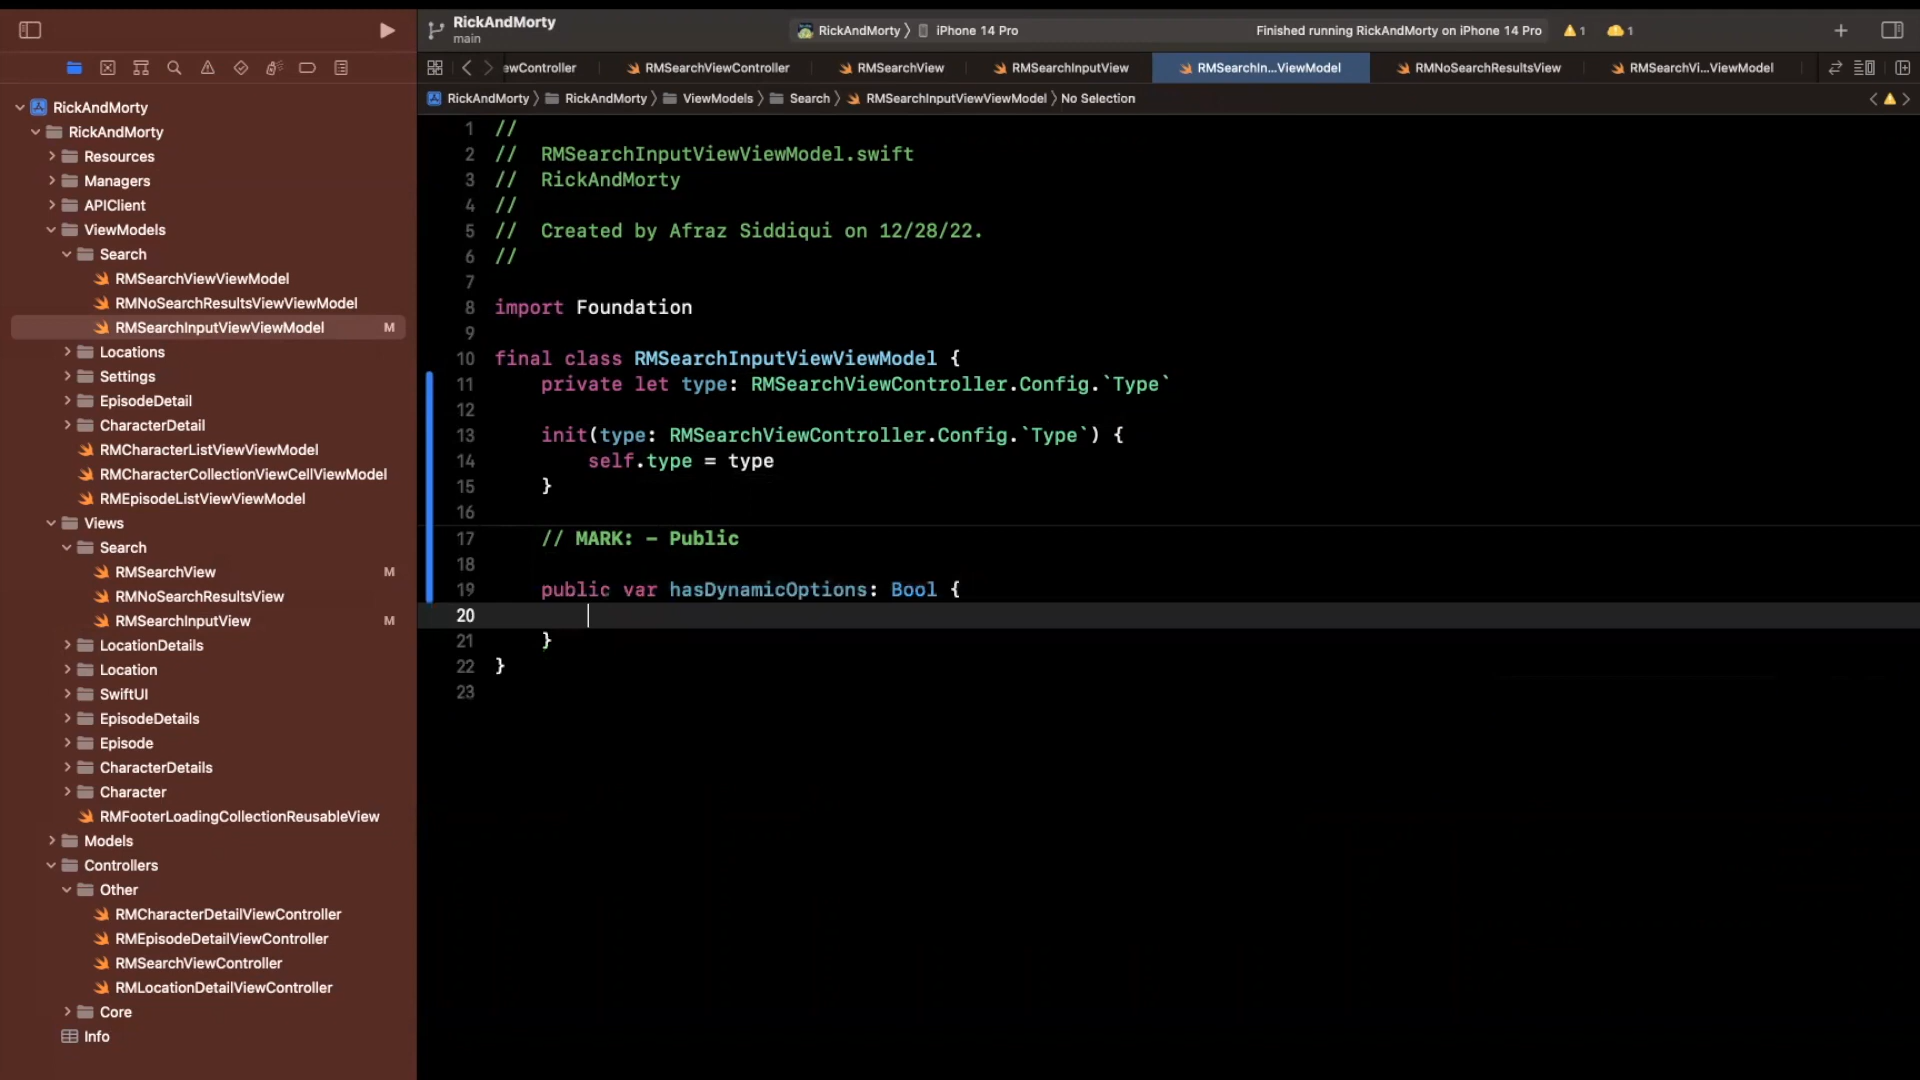 RickAndMorty
main
RickAndMorty 〉 iPhone 14 Pro
Finished running RickAndMorty on iPhone 14 Pro
1
1
ewController
RMSearchViewController
RMSearchView
RMSearchInputView
RMSearchIn...ViewModel
RMNoSearchResultsView
RMSearchVi...ViewModel
RickAndMorty 〉 RickAndMorty 〉 ViewModels 〉 Search 〉 RMSearchInputViewViewModel 〉 No Selection
RickAndMorty
RickAndMorty
Resources
Managers
APIClient
ViewModels
Search
RMSearchViewViewModel
RMNoSearchResultsViewViewModel
RMSearchInputViewViewModel M
Locations
Settings
EpisodeDetail
CharacterDetail
RMCharacterListViewViewModel
RMCharacterCollectionViewCellViewModel
RMEpisodeListViewViewModel
Views
Search
RMSearchView M
RMNoSearchResultsView
RMSearchInputView M
LocationDetails
Location
SwiftUI
EpisodeDetails
Episode
CharacterDetails
Character
RMFooterLoadingCollectionReusableView
Models
Controllers
Other
RMCharacterDetailViewController
RMEpisodeDetailViewController
RMSearchViewController
RMLocationDetailViewController
Core
Info
1 //
2 //  RMSearchInputViewViewModel.swift
3 //  RickAndMorty
4 //
5 //  Created by Afraz Siddiqui on 12/28/22.
6 //
7
8 import Foundation
9
10 final class RMSearchInputViewViewModel {
11     private let type: RMSearchViewController.Config.`Type`
12
13     init(type: RMSearchViewController.Config.`Type`) {
14         self.type = type
15     }
16
17     // MARK: - Public
18
19     public var hasDynamicOptions: Bool {
20
21     }
22 }
23